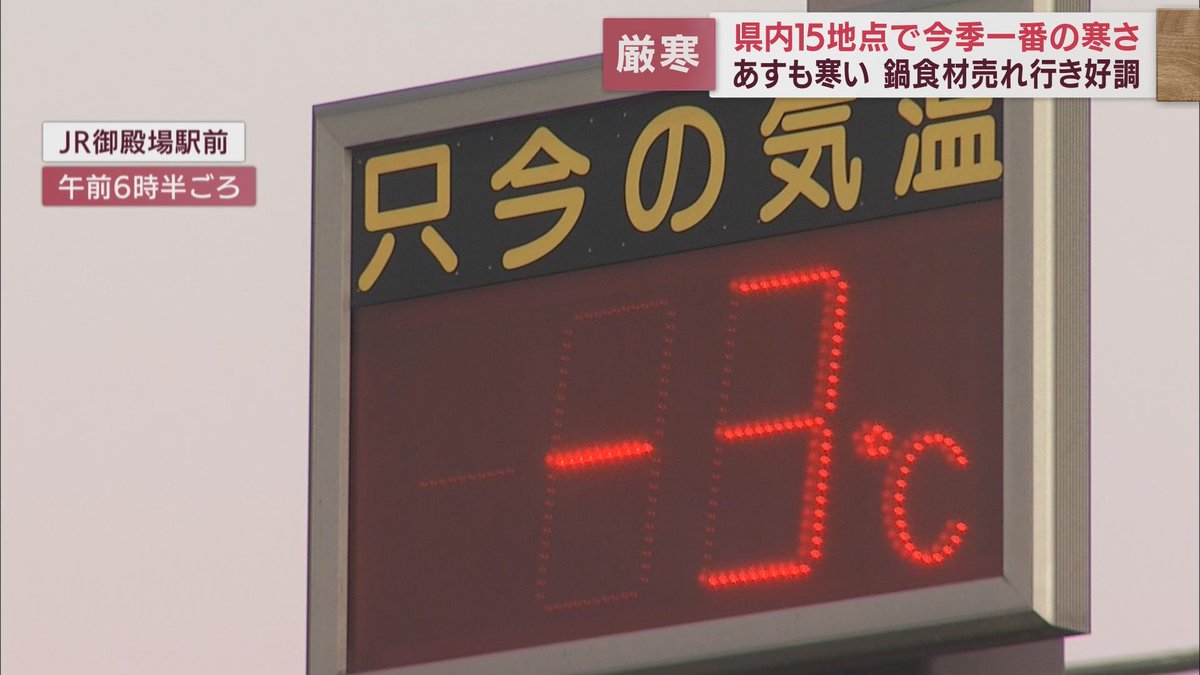 厳寒
県内15地点で今季一番の寒さ
あすも寒い 鍋食材売れ行き好調
JR御殿場駅前
午前6時半ごろ
只今の気温
-3℃